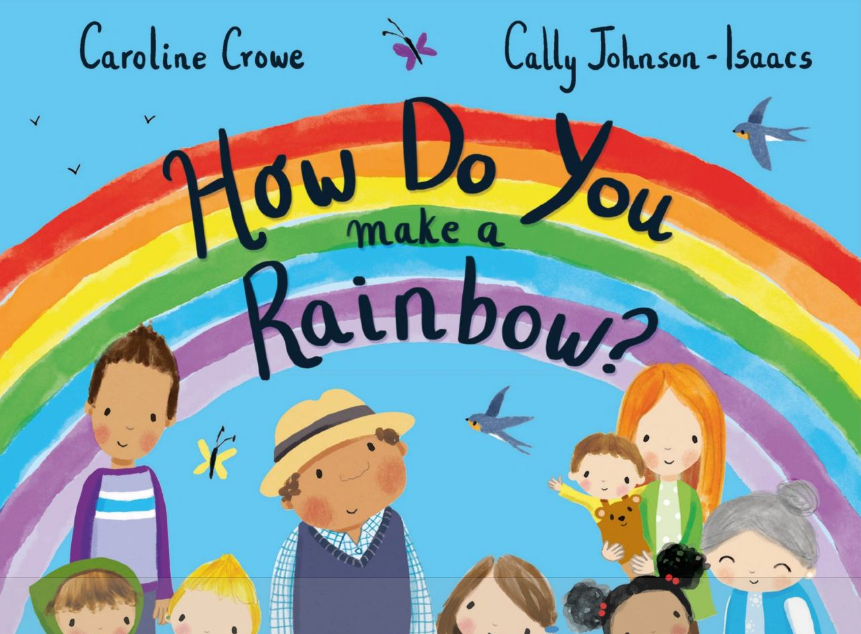 Caroline Crowe
Cally Johnson-Isaacs
How Do You
make a
Rainbow?